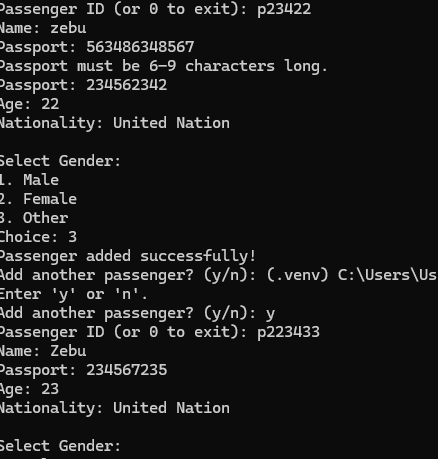 Passenger ID (or 0 to exit): p23422
Name: zebu
Passport: 563486348567
Passport must be 6-9 characters long.
Passport: 234562342
Age: 22
Nationality: United Nation
Select Gender:
1. Male
2. Female
3. Other
Choice: 3
Passenger added successfully!
Add another passenger? (y/n): (.venv) C:\Users\Us
Enter 'y' or 'n'.
Add another passenger? (y/n): y
Passenger ID (or 0 to exit): p223433
Name: Zebu
Passport: 234567235
Age: 23
Nationality: United Nation
Select Gender: